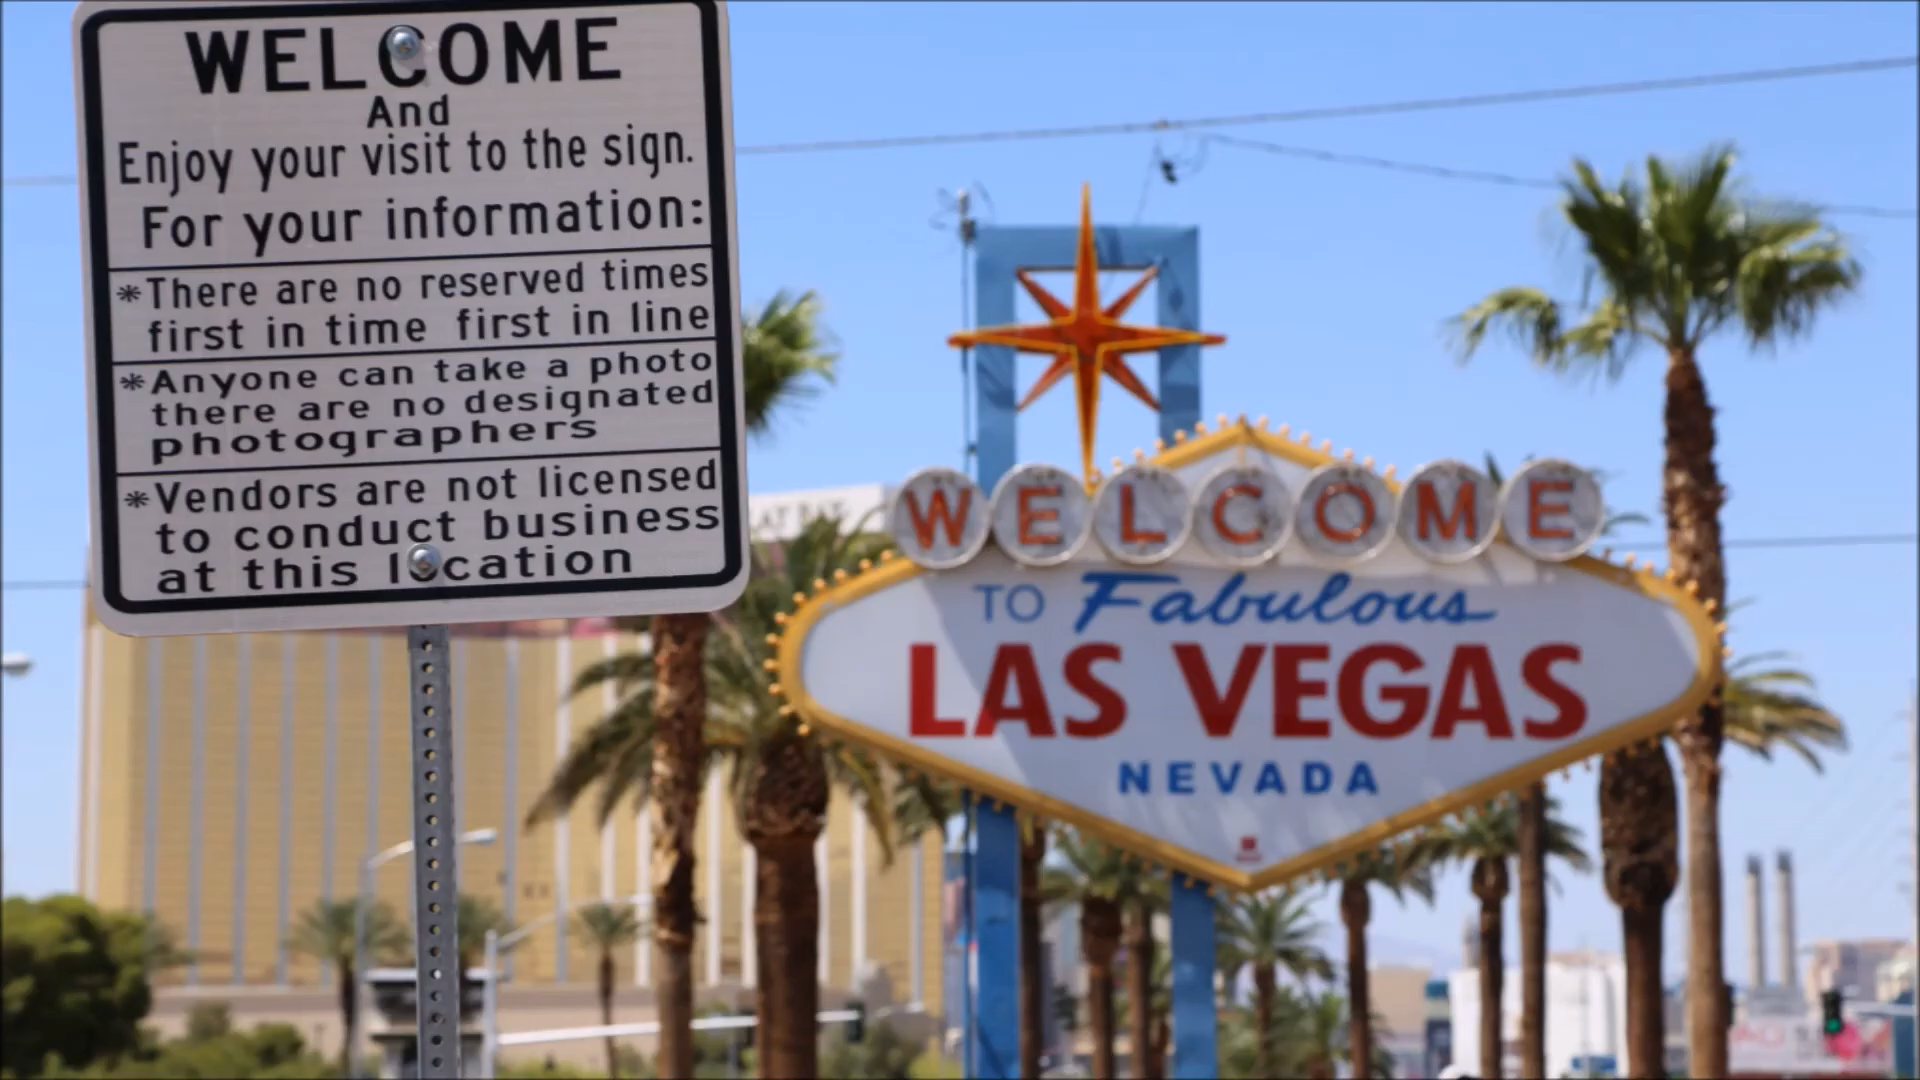 WELCOME
And
Enjoy your visit to the sign.
For your information:
*There are no reserved times
first in time first in line
*Anyone can take a photo
there are no designated
photographers
*Vendors are not licensed
to conduct business
at this location
WELCOME
TO Fabulous
LAS VEGAS
NEVADA